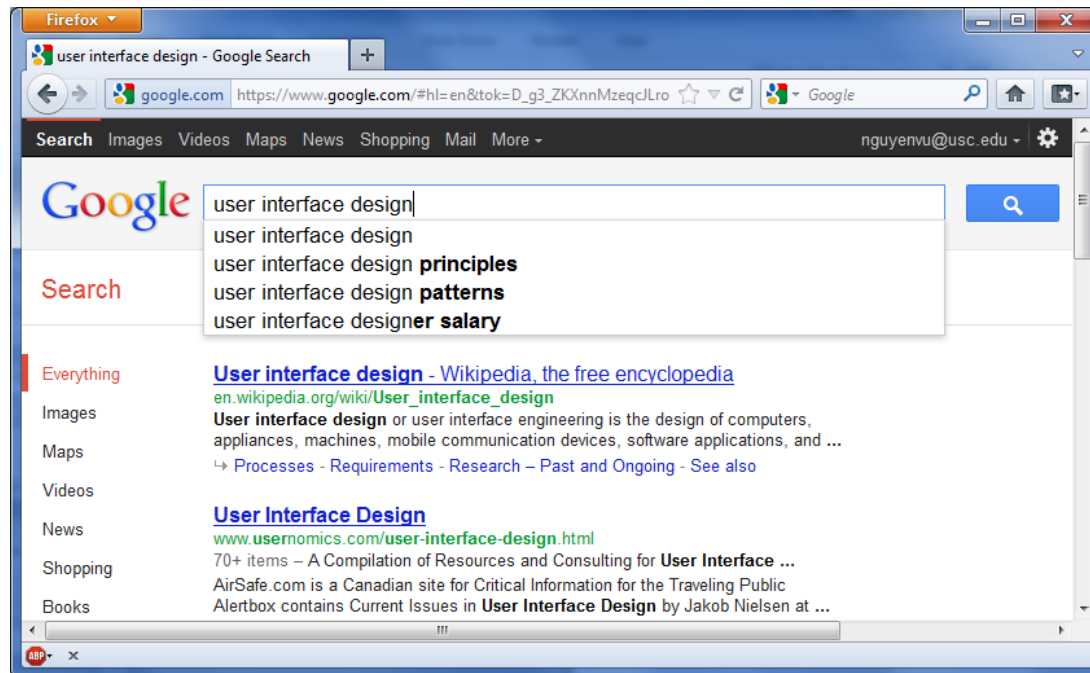 Firefox
user interface design - Google Search
google.com https://www.google.com/#hl=en&tok=D_g3_ZKXnnMzeqcJLro Google
Search Images Videos Maps News Shopping Mail More nguyenvu@usc.edu
Google user interface design
user interface design
user interface design principles
user interface design patterns
user interface designer salary
Search
Everything
Images
Maps
Videos
News
Shopping
Books
User interface design - Wikipedia, the free encyclopedia
en.wikipedia.org/wiki/User_interface_design
User interface design or user interface engineering is the design of computers,
appliances, machines, mobile communication devices, software applications, and ...
Processes - Requirements - Research – Past and Ongoing - See also
User Interface Design
www.usernomics.com/user-interface-design.html
70+ items – A Compilation of Resources and Consulting for User Interface ...
AirSafe.com is a Canadian site for Critical Information for the Traveling Public
Alertbox contains Current Issues in User Interface Design by Jakob Nielsen at ...
ABP